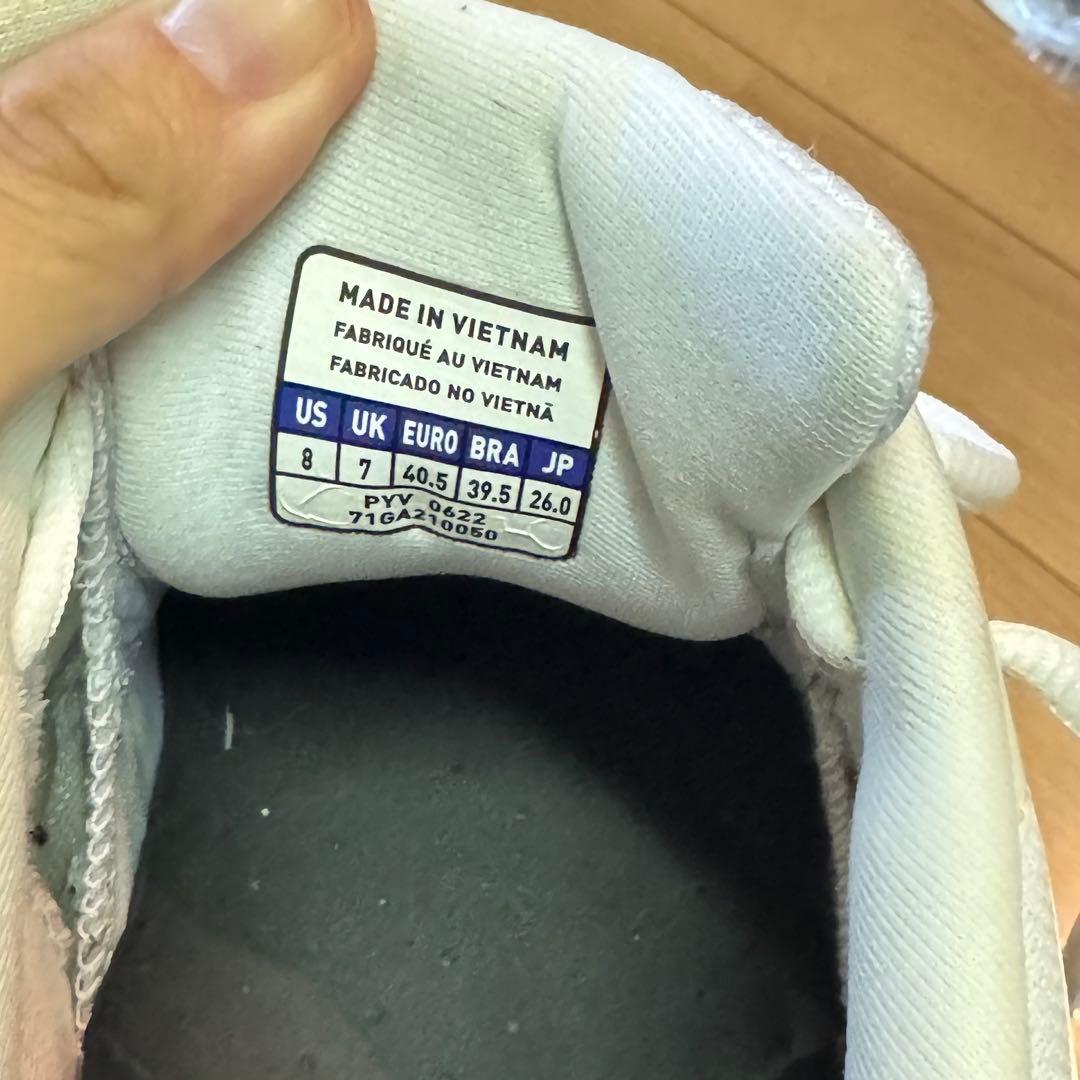 MADE IN VIETNAM
FABRIQUÉ AU VIETNAM
FABRICADO NO VIETNÃ
US UK EURO BRA JP
8 7 40.5 39.5 26.0
PYV 0622
71GA210050